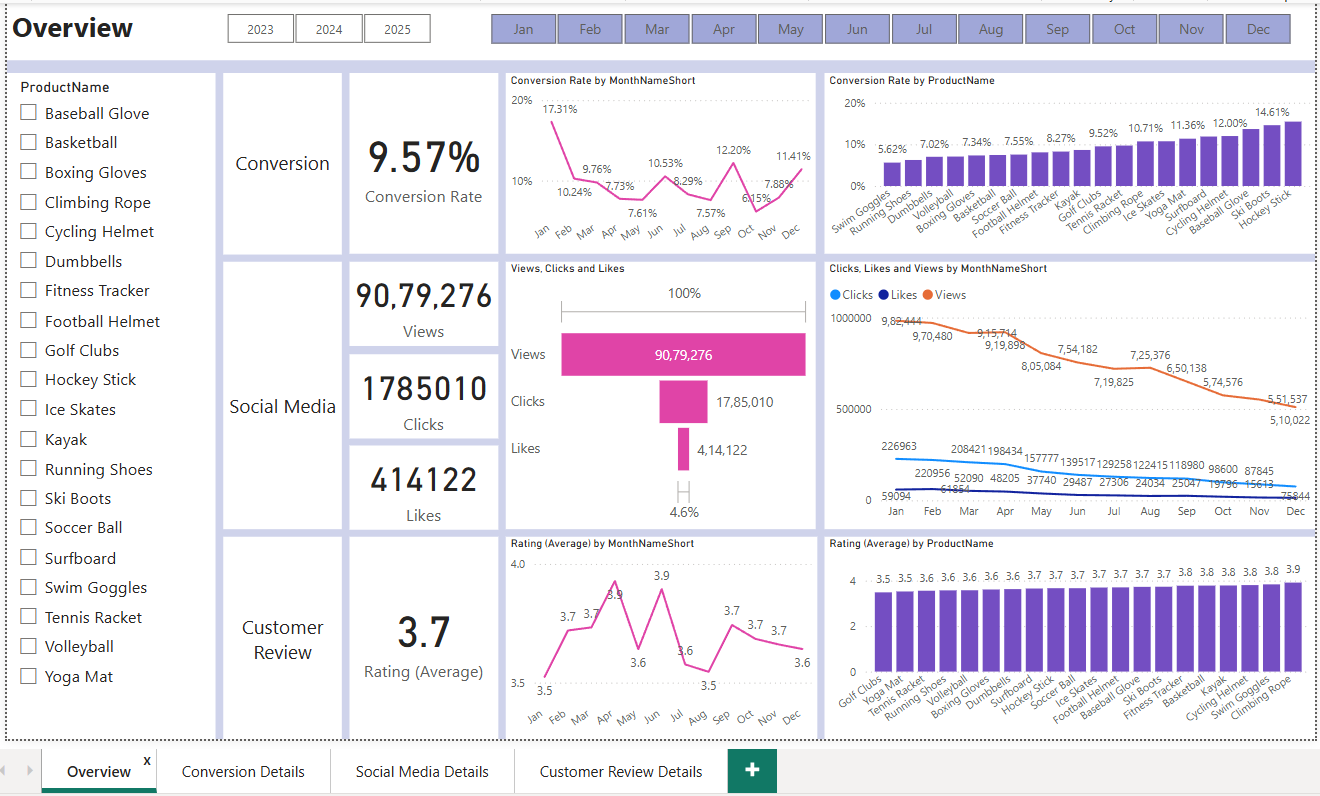 Overview
2023 2024 2025
Jan Feb Mar Apr May Jun Jul Aug Sep Oct Nov Dec
ProductName
Baseball Glove
Basketball
Boxing Gloves
Climbing Rope
Cycling Helmet
Dumbbells
Fitness Tracker
Football Helmet
Golf Clubs
Hockey Stick
Ice Skates
Kayak
Running Shoes
Ski Boots
Soccer Ball
Surfboard
Swim Goggles
Tennis Racket
Volleyball
Yoga Mat
Conversion
9.57%
Conversion Rate
Conversion Rate by MonthNameShort
20%
10%
17.31% 10.24% 9.76% 7.73% 7.61% 10.53% 8.29% 7.57% 12.20% 6.15% 7.88% 11.41%
Jan Feb Mar Apr May Jun Jul Aug Sep Oct Nov Dec
Conversion Rate by ProductName
20%
10%
0%
5.62% 7.02% 7.34% 7.55% 8.27% 9.52% 10.71% 11.36% 12.00% 14.61%
Swim Goggles Running Shoes Dumbbells Volleyball Boxing Gloves Basketball Soccer Ball Football Helmet Fitness Tracker Kayak Golf Clubs Tennis Racket Climbing Rope Ice Skates Yoga Mat Surfboard Cycling Helmet Baseball Glove Ski Boots Hockey Stick
Social Media
90,79,276
Views
1785010
Clicks
414122
Likes
Views, Clicks and Likes
100%
Views 90,79,276
Clicks 17,85,010
Likes 4,14,122
4.6%
Clicks, Likes and Views by MonthNameShort
Clicks Likes Views
1000000
500000
0
9,82,444 9,70,480 9,15,714 9,19,898 8,05,084 7,54,182 7,19,825 7,25,376 6,50,138 5,74,576 5,51,537 5,10,022
226963 220956 208421 198434 157777 139517 129258 122415 118980 98600 87845 75844
59094 61854 52090 48205 37740 29487 27306 24034 25047 19796 15613
Jan Feb Mar Apr May Jun Jul Aug Sep Oct Nov Dec
Customer
Review
3.7
Rating (Average)
Rating (Average) by MonthNameShort
4.0
3.5
3.5 3.7 3.7 3.9 3.6 3.9 3.6 3.5 3.7 3.7 3.7 3.6
Jan Feb Mar Apr May Jun Jul Aug Sep Oct Nov Dec
Rating (Average) by ProductName
4
2
0
3.5 3.5 3.6 3.6 3.6 3.6 3.6 3.7 3.7 3.7 3.7 3.7 3.7 3.7 3.8 3.8 3.8 3.8 3.8 3.9
Golf Clubs Yoga Mat Tennis Racket Running Shoes Volleyball Boxing Gloves Dumbbells Surfboard Hockey Stick Soccer Ball Ice Skates Football Helmet Baseball Glove Ski Boots Fitness Tracker Basketball Kayak Cycling Helmet Swim Goggles Climbing Rope
Overview x Conversion Details Social Media Details Customer Review Details +